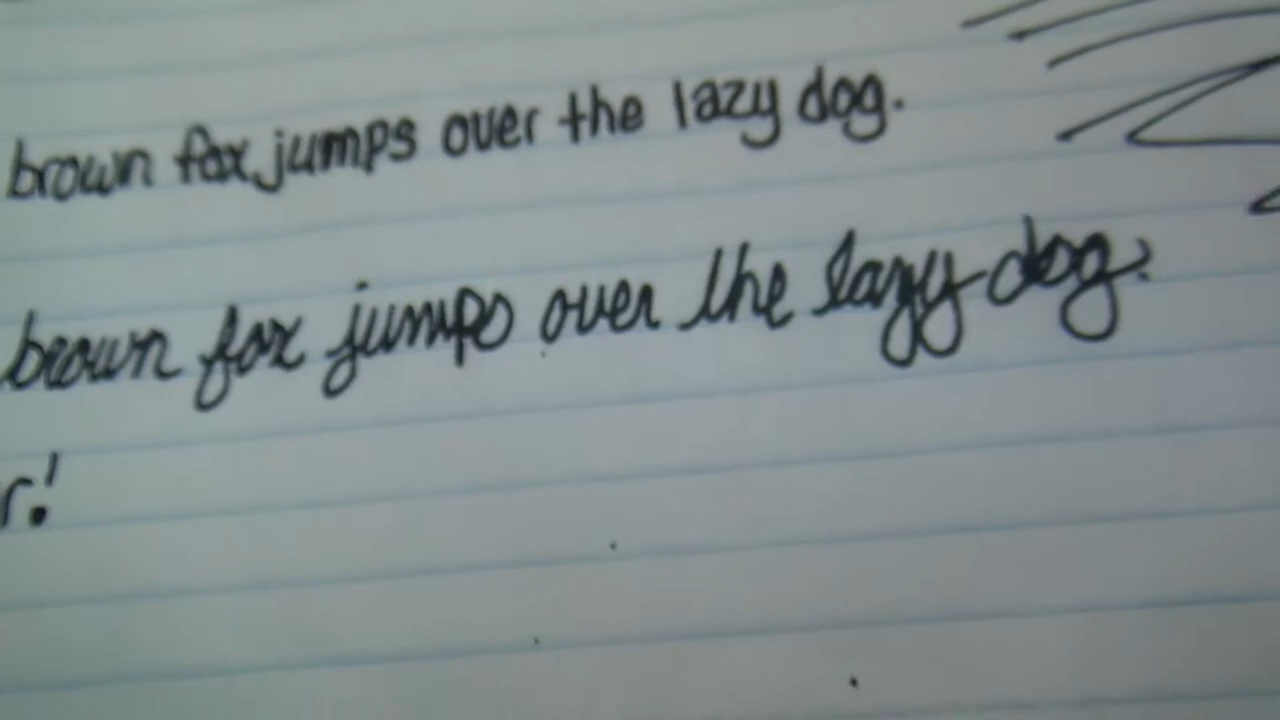 brown fox jumps over the lazy dog.
brown fox jumps over the lazy dog.
r!